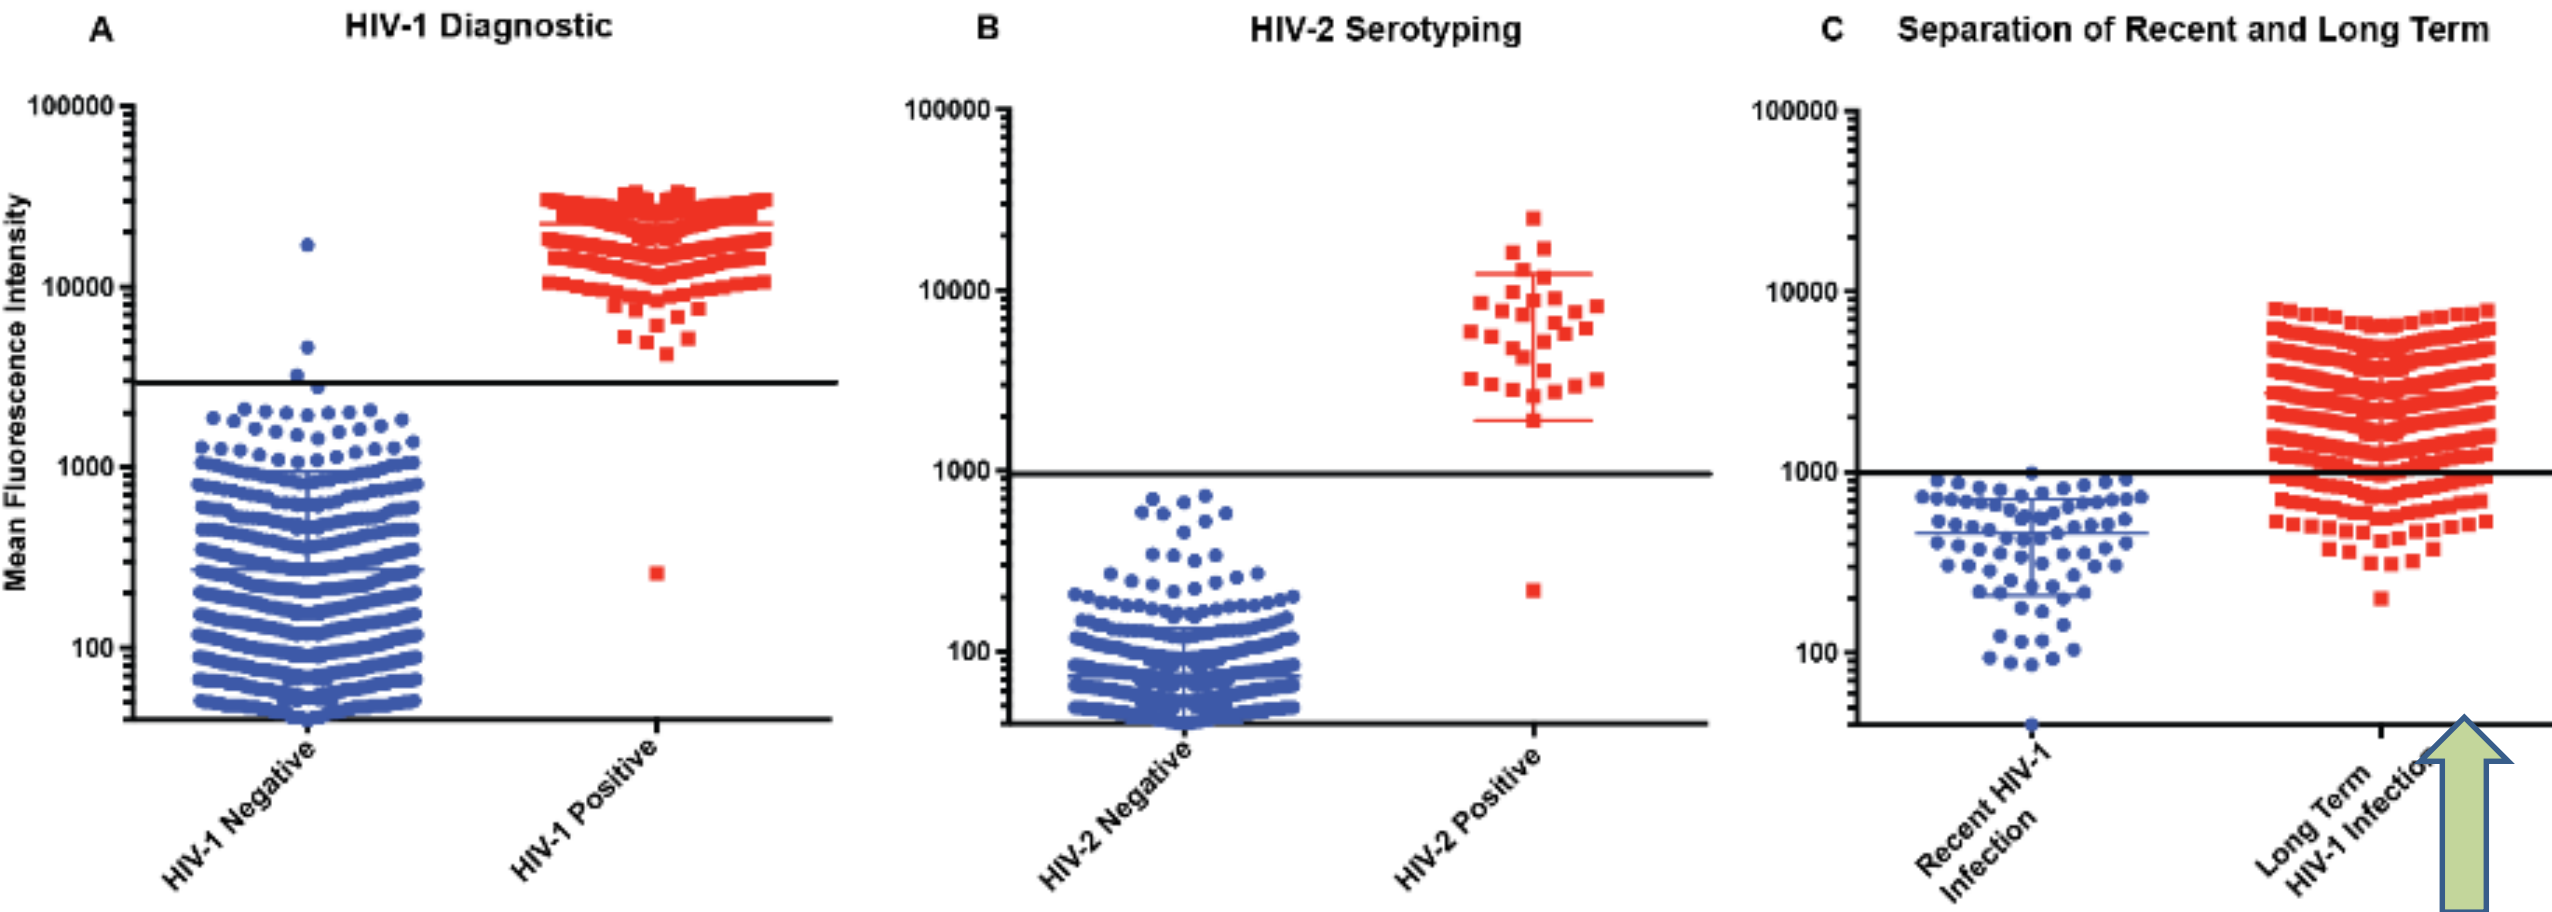 A HIV-1 Diagnostic
Mean Fluorescence Intensity
100000
10000
1000
100
HIV-1 Negative
HIV-1 Positive
B HIV-2 Serotyping
100000
10000
1000
100
HIV-2 Negative
HIV-2 Positive
C Separation of Recent and Long Term
100000
10000
1000
100
Recent HIV-1
Infection
Long Term
HIV-1 Infection